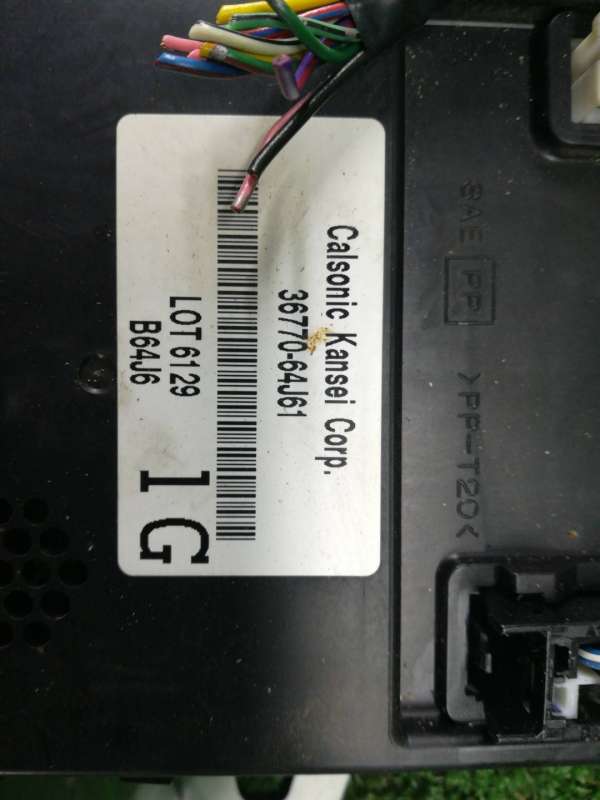 SAE PP >PP-T20<
Calsonic Kansei Corp.
36770-64J61
LOT 6129
B64J6
1G